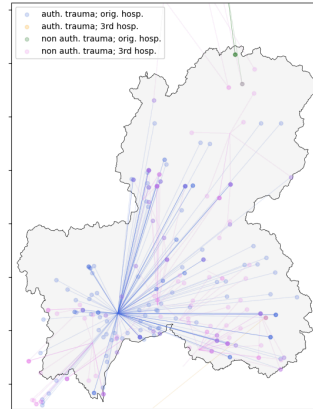 auth. trauma; orig. hosp.
auth. trauma; 3rd hosp.
non auth. trauma; orig. hosp.
non auth. trauma; 3rd hosp.